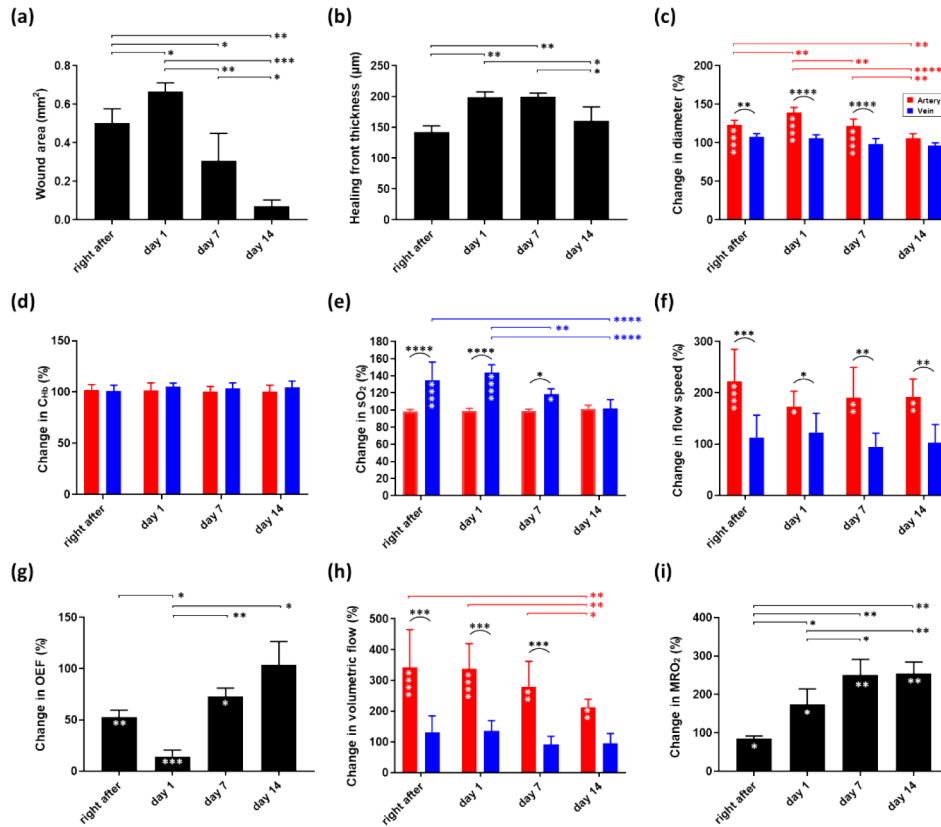 (a)
Wound area (mm²)
0.8
0.6
0.4
0.2
0.0
right after
day 1
day 7
day 14
**
*
*
***
**
*
(b)
Healing front thickness (μm)
300
250
200
150
100
50
0
right after
day 1
day 7
day 14
**
**
*
*
(c)
Change in diameter (%)
250
200
150
100
50
0
right after
day 1
day 7
day 14
**
**
**
****
**
**
****
****
****
****
****
Artery
Vein
(d)
Change in CHb (%)
150
100
50
0
right after
day 1
day 7
day 14
(e)
Change in sO₂ (%)
180
160
140
120
100
80
60
40
20
0
right after
day 1
day 7
day 14
****
**
****
****
****
*
****
****
*
(f)
Change in flow speed (%)
300
200
100
0
right after
day 1
day 7
day 14
***
*
**
**
****
*
**
**
(g)
Change in OEF (%)
150
100
50
0
right after
day 1
day 7
day 14
*
*
**
**
***
*
(h)
Change in volumetric flow (%)
500
400
300
200
100
0
right after
day 1
day 7
day 14
**
**
*
***
***
***
****
****
**
**
(i)
Change in MRO₂ (%)
400
300
200
100
0
right after
day 1
day 7
day 14
**
**
*
**
*
*
*
**
**